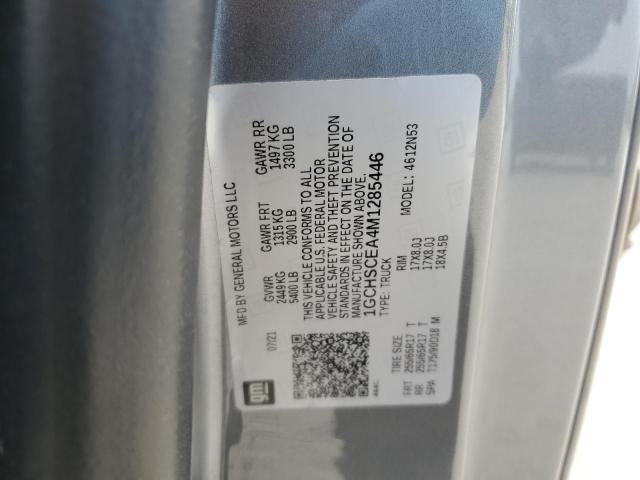 MFD BY GENERAL MOTORS LLC
07/21
GVWR GAWR FRT GAWR RR
2449 KG 1315 KG 1497 KG
5400 LB 2900 LB 3300 LB
THIS VEHICLE CONFORMS TO ALL
APPLICABLE U.S. FEDERAL MOTOR
VEHICLE SAFETY AND THEFT PREVENTION
STANDARDS IN EFFECT ON THE DATE OF
MANUFACTURE SHOWN ABOVE.
1GCHSCEA4M1285446
TYPE: TRUCK MODEL: 4612N53
gm
TIRE SIZE RIM
FRT 255/65R17 T 17X8.0J
RR 255/65R17 T 17X8.0J
SPA T175/90D18 M 18X4.5B